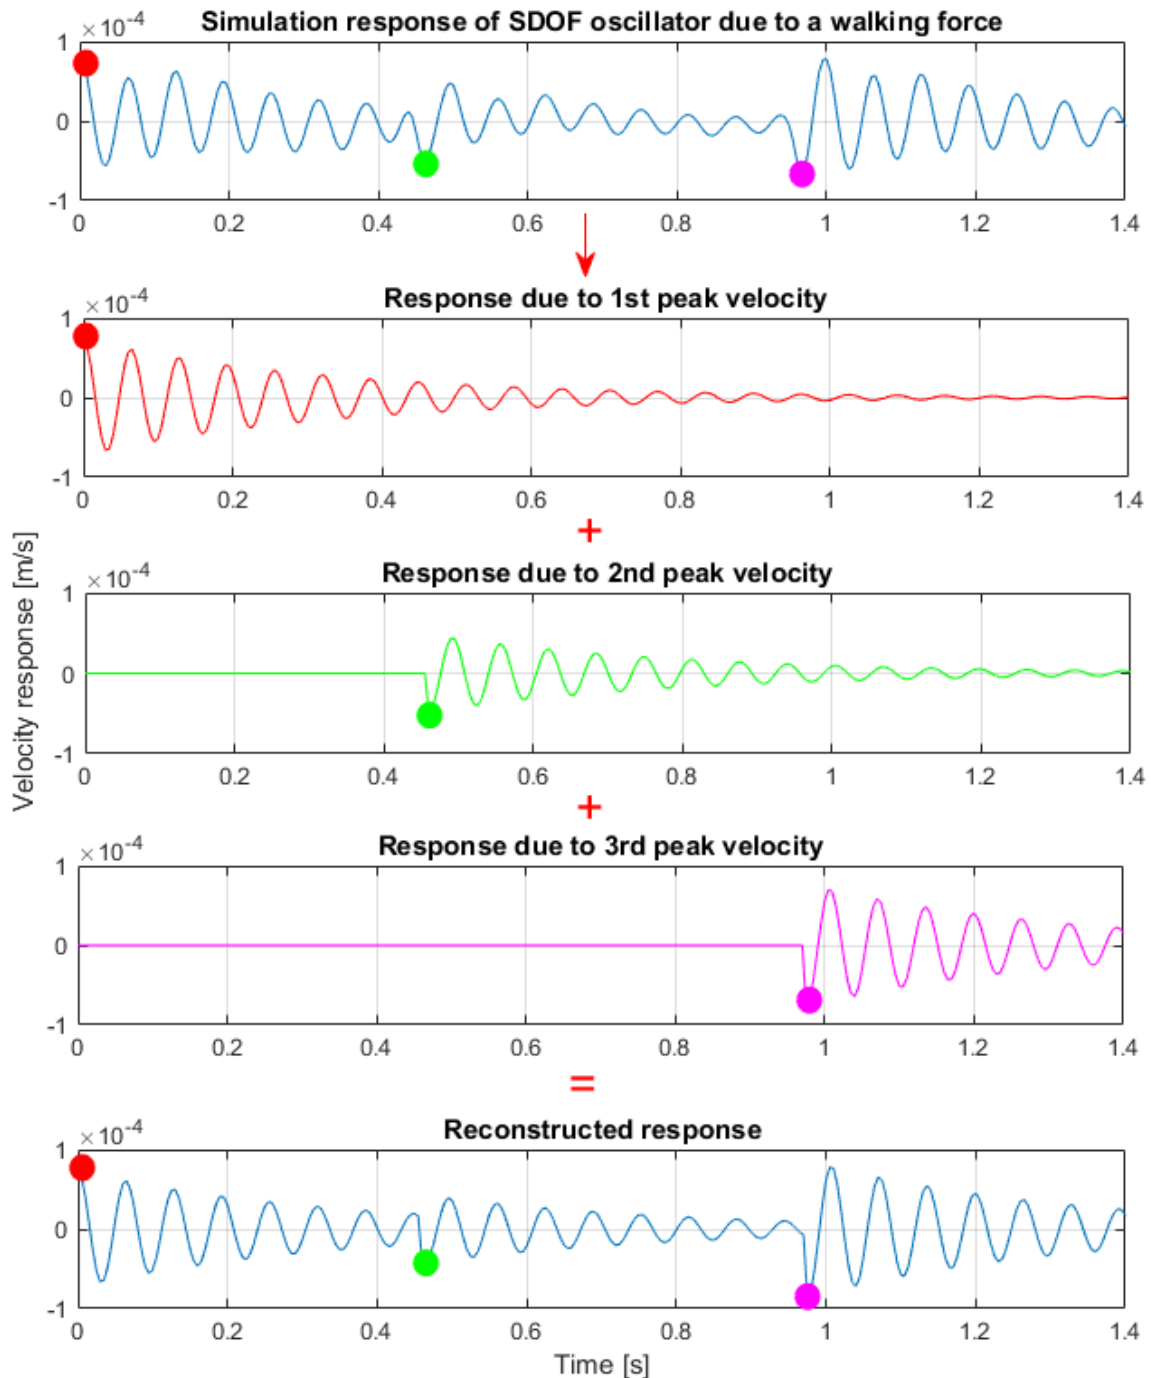 Simulation response of SDOF oscillator due to a walking force
×10⁻⁴
1
0
-1
0 0.2 0.4 0.6 0.8 1 1.2 1.4
Response due to 1st peak velocity
×10⁻⁴
1
0
-1
0 0.2 0.4 0.6 0.8 1 1.2 1.4
+
Velocity response [m/s]
Response due to 2nd peak velocity
×10⁻⁴
1
0
-1
0 0.2 0.4 0.6 0.8 1 1.2 1.4
+
Response due to 3rd peak velocity
×10⁻⁴
1
0
-1
0 0.2 0.4 0.6 0.8 1 1.2 1.4
=
Reconstructed response
×10⁻⁴
1
0
-1
0 0.2 0.4 0.6 0.8 1 1.2 1.4
Time [s]